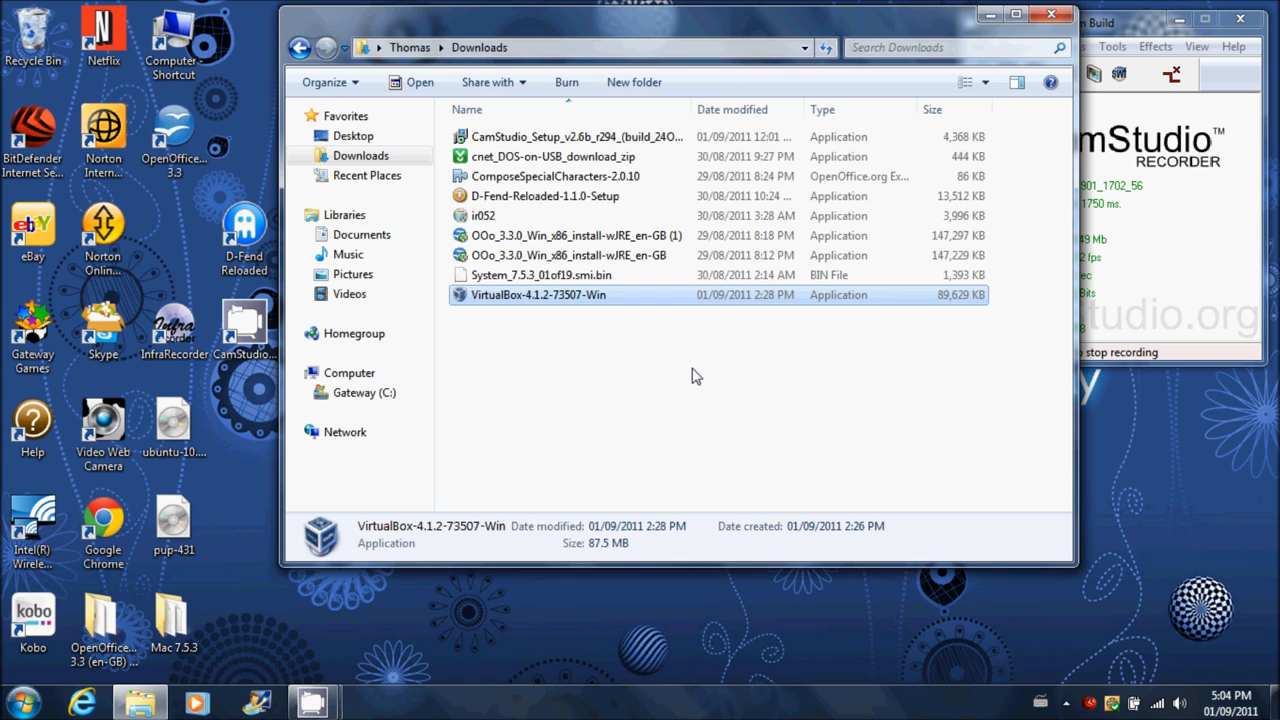 Recycle Bin
Netflix
Computer - Shortcut
BitDefender Internet Se...
Norton Intern...
OpenOffice... 3.3
eBay
Norton Onlin...
D-Fend Reloaded
Gateway Games
Skype
InfraRecorder
CamStudio...
Help
Video Web Camera
ubuntu-10....
Intel(R) Wirele...
Google Chrome
pup-431
kobo
Kobo
OpenOffice... 3.3 (en-GB) ...
Mac 7.5.3
Thomas
Downloads
Search Downloads
Organize
Open
Share with
Burn
New folder
Favorites
Desktop
Downloads
Recent Places
Libraries
Documents
Music
Pictures
Videos
Homegroup
Computer
Gateway (C:)
Network
Name Date modified Type Size
CamStudio_Setup_v2.6b_r294_(build_24O... 01/09/2011 12:01 ... Application 4,368 KB
cnet_DOS-on-USB_download_zip 30/08/2011 9:27 PM Application 444 KB
ComposeSpecialCharacters-2.0.10 29/08/2011 8:24 PM OpenOffice.org Ex... 86 KB
D-Fend-Reloaded-1.1.0-Setup 30/08/2011 10:24 ... Application 13,512 KB
ir052 30/08/2011 3:28 AM Application 3,996 KB
OOo_3.3.0_Win_x86_install-wJRE_en-GB (1) 29/08/2011 8:18 PM Application 147,297 KB
OOo_3.3.0_Win_x86_install-wJRE_en-GB 29/08/2011 8:12 PM Application 147,229 KB
System_7.5.3_01of19.smi.bin 30/08/2011 2:14 AM BIN File 1,393 KB
VirtualBox-4.1.2-73507-Win 01/09/2011 2:28 PM Application 89,629 KB
VirtualBox-4.1.2-73507-Win Date modified: 01/09/2011 2:28 PM Date created: 01/09/2011 2:26 PM
Application Size: 87.5 MB
Build
Tools Effects View Help
mStudio™
RECORDER
901_1702_56
1750 ms.
49 Mb
2 fps
Bits
8
tudio.org
stop recording
5:04 PM
01/09/2011